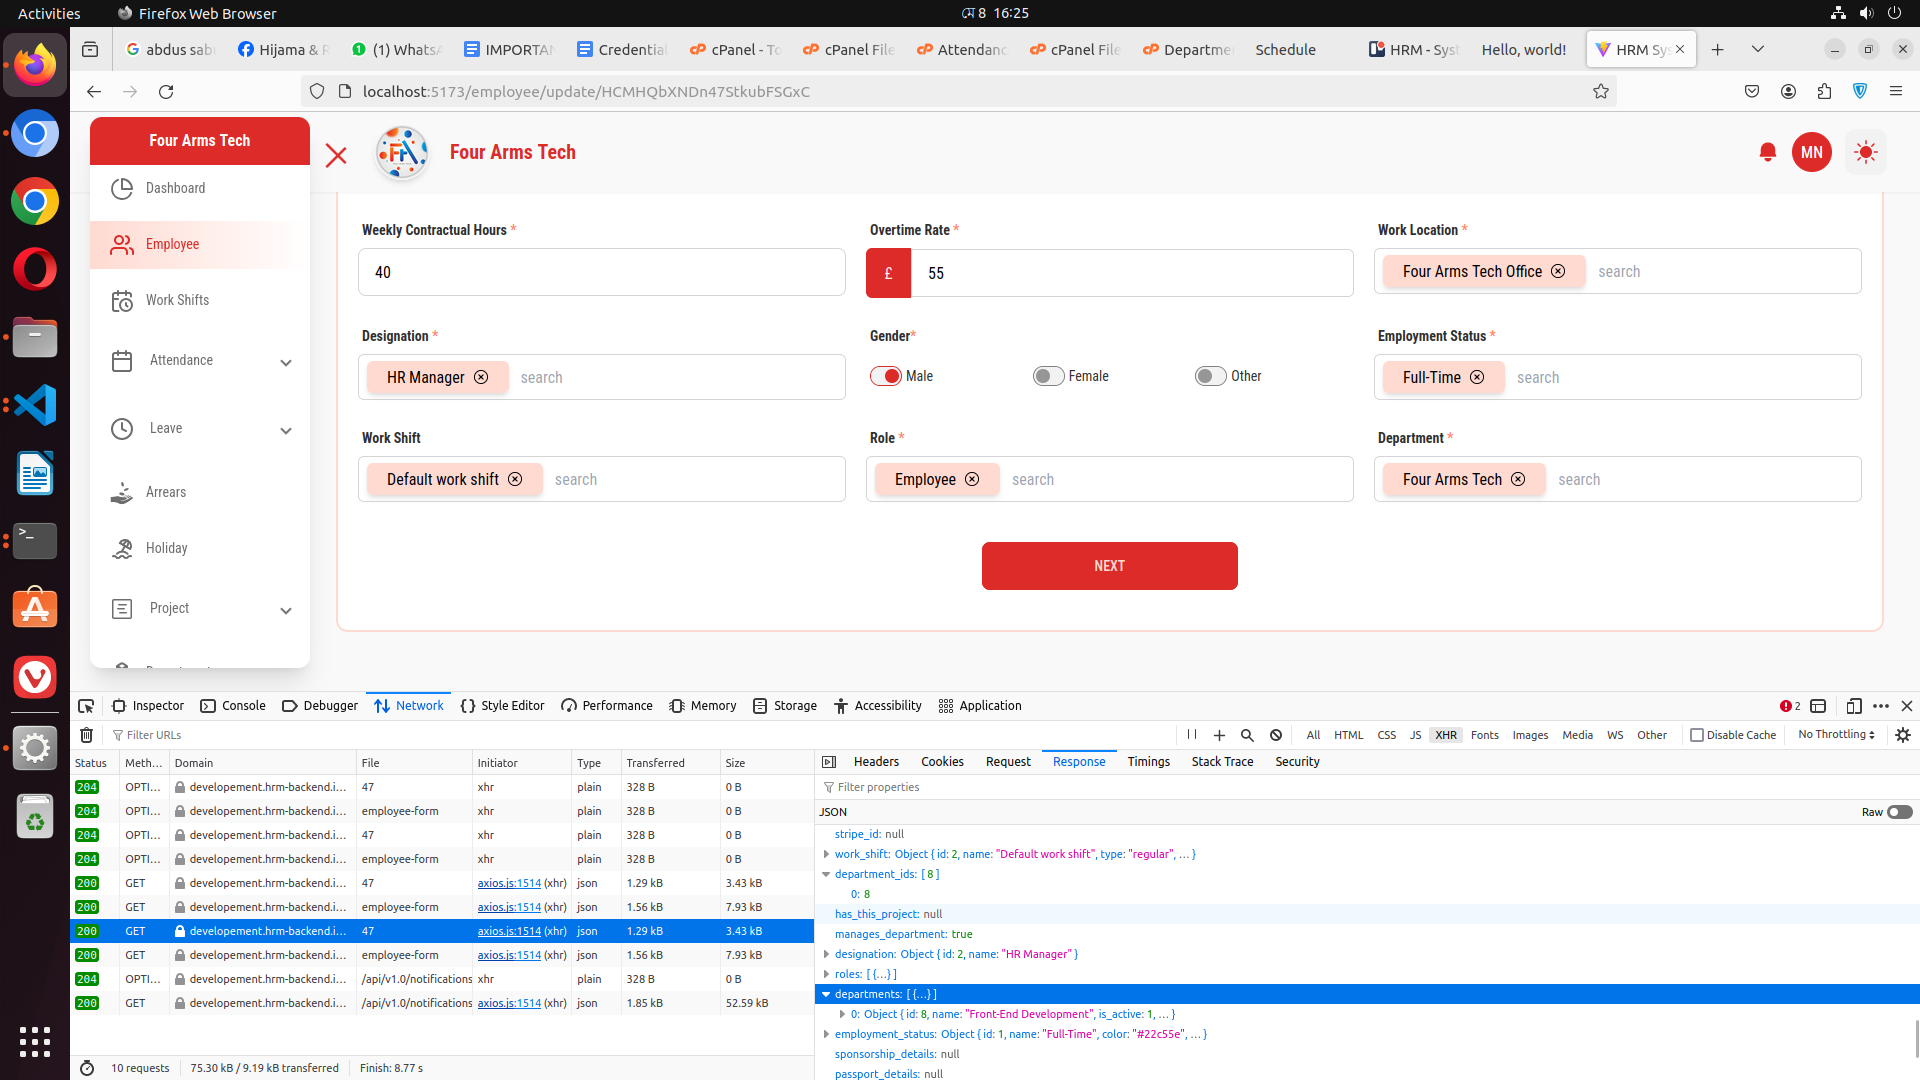 Activities
Firefox Web Browser
16:25
abdus sab
Hijama & R
(1) WhatsA
IMPORTAN
Credentia
cPanel - To
cPanel File
Attendanc
cPanel File
Departmen
Schedule
HRM - Syst
Hello, world!
HRM Sys
localhost:5173/employee/update/HCMHQbXNDn47StkubFSGxC
Four Arms Tech
Four Arms Tech
MN
Dashboard
Employee
Work Shifts
Attendance
Leave
Arrears
Holiday
Project
Weekly Contractual Hours *
Overtime Rate *
Work Location *
40
£
55
Four Arms Tech Office
search
Designation *
Gender*
Employment Status *
HR Manager
search
Male
Female
Other
Full-Time
search
Work Shift
Role *
Department *
Default work shift
search
Employee
search
Four Arms Tech
search
NEXT
Inspector
Console
Debugger
Network
Style Editor
Performance
Memory
Storage
Accessibility
Application
2
Filter URLs
All
HTML
CSS
JS
XHR
Fonts
Images
Media
WS
Other
Disable Cache
No Throttling
Status
Meth...
Domain
File
Initiator
Type
Transferred
Size
204 OPTI... developement.hrm-backend.i... 47 xhr plain 328 B 0 B
204 OPTI... developement.hrm-backend.i... employee-form xhr plain 328 B 0 B
204 OPTI... developement.hrm-backend.i... 47 xhr plain 328 B 0 B
204 OPTI... developement.hrm-backend.i... employee-form xhr plain 328 B 0 B
200 GET developement.hrm-backend.i... 47 axios.js:1514 (xhr) json 1.29 kB 3.43 kB
200 GET developement.hrm-backend.i... employee-form axios.js:1514 (xhr) json 1.56 kB 7.93 kB
200 GET developement.hrm-backend.i... 47 axios.js:1514 (xhr) json 1.29 kB 3.43 kB
200 GET developement.hrm-backend.i... employee-form axios.js:1514 (xhr) json 1.56 kB 7.93 kB
204 OPTI... developement.hrm-backend.i... /api/v1.0/notifications xhr plain 328 B 0 B
200 GET developement.hrm-backend.i... /api/v1.0/notifications axios.js:1514 (xhr) json 1.85 kB 52.59 kB
10 requests
75.30 kB / 9.19 kB transferred
Finish: 8.77 s
Headers
Cookies
Request
Response
Timings
Stack Trace
Security
Filter properties
JSON
Raw
stripe_id: null
work_shift: Object { id: 2, name: "Default work shift", type: "regular", … }
department_ids: [ 8 ]
0: 8
has_this_project: null
manages_department: true
designation: Object { id: 2, name: "HR Manager" }
roles: [ {…} ]
departments: [ {…} ]
0: Object { id: 8, name: "Front-End Development", is_active: 1, … }
employment_status: Object { id: 1, name: "Full-Time", color: "#22c55e", … }
sponsorship_details: null
passport_details: null